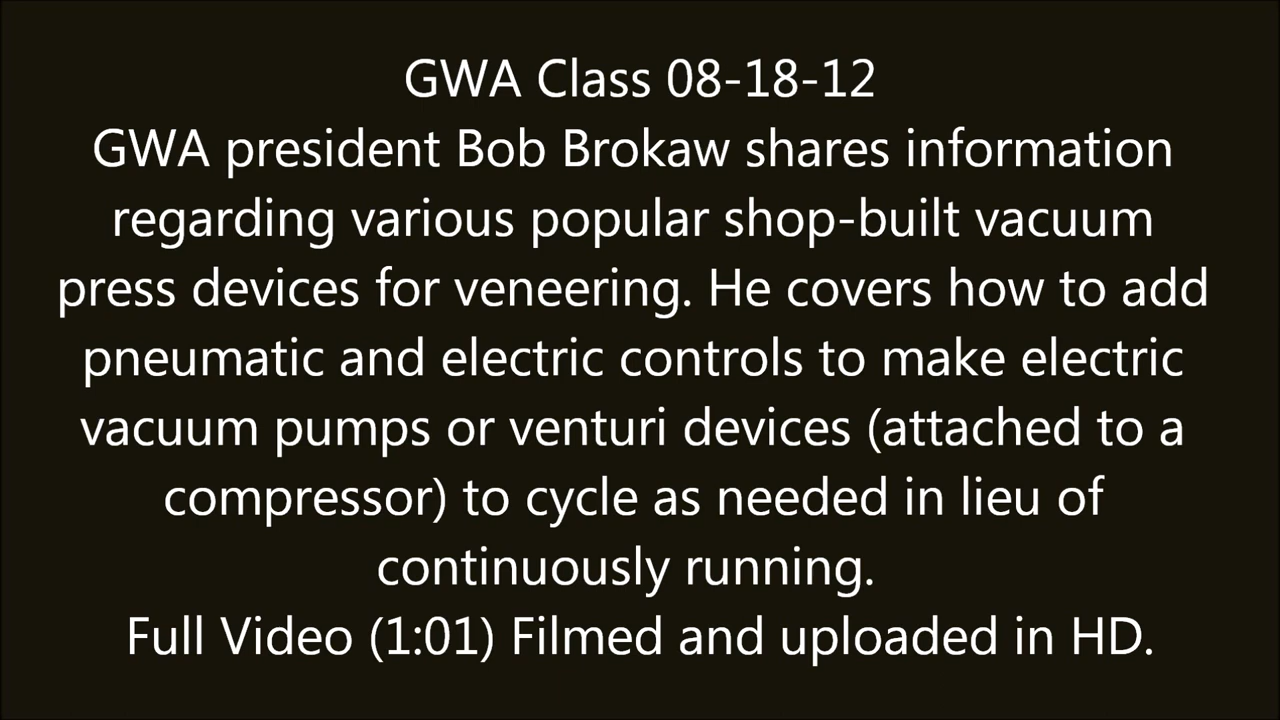 GWA Class 08-18-12
GWA president Bob Brokaw shares information
regarding various popular shop-built vacuum
press devices for veneering. He covers how to add
pneumatic and electric controls to make electric
vacuum pumps or venturi devices (attached to a
compressor) to cycle as needed in lieu of
continuously running.
Full Video (1:01) Filmed and uploaded in HD.